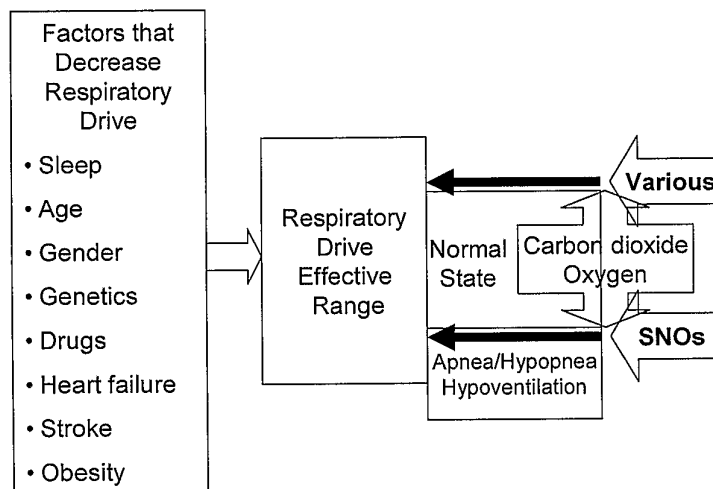 Factors that
Decrease
Respiratory
Drive
• Sleep
• Age
• Gender
• Genetics
• Drugs
• Heart failure
• Stroke
• Obesity
Respiratory
Drive
Effective
Range
Normal
State
Carbon dioxide
Oxygen
Various
SNOs
Apnea/Hypopnea
Hypoventilation